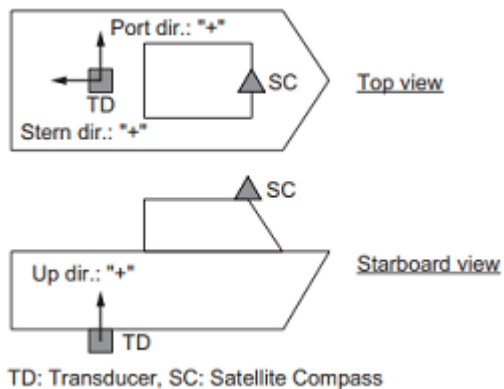 Port dir.: "+"
SC
Top view
TD
Stern dir.: "+"
SC
Starboard view
Up dir.: "+"
TD
TD: Transducer, SC: Satellite Compass